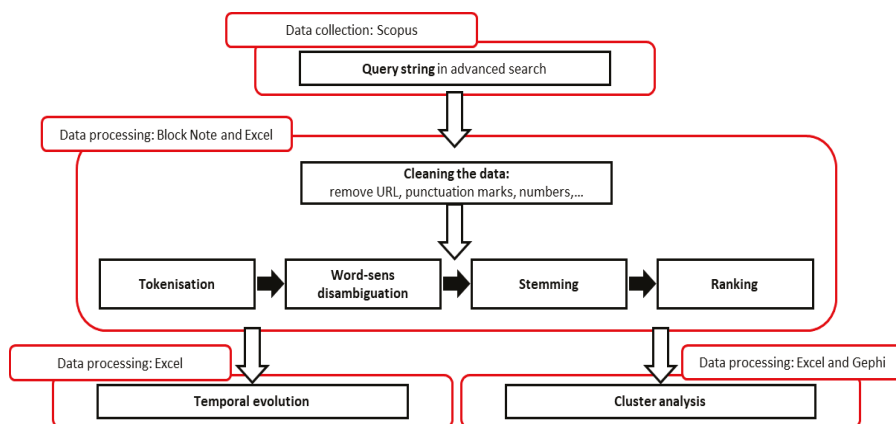 Data collection: Scopus
Query string in advanced search
Data processing: Block Note and Excel
Cleaning the data:
remove URL, punctuation marks, numbers,...
Tokenisation
Word-sens
disambiguation
Stemming
Ranking
Data processing: Excel
Data processing: Excel and Gephi
Temporal evolution
Cluster analysis